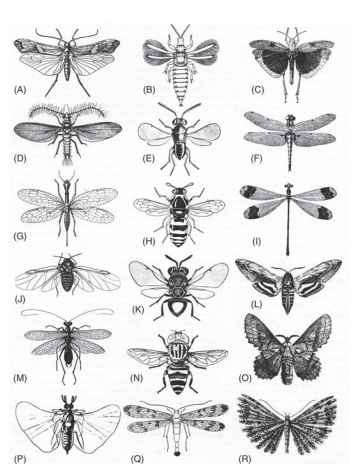 (A)
(B)
(C)
(D)
(E)
(F)
(G)
(H)
(I)
(J)
(K)
(L)
(M)
(N)
(O)
(P)
(Q)
(R)